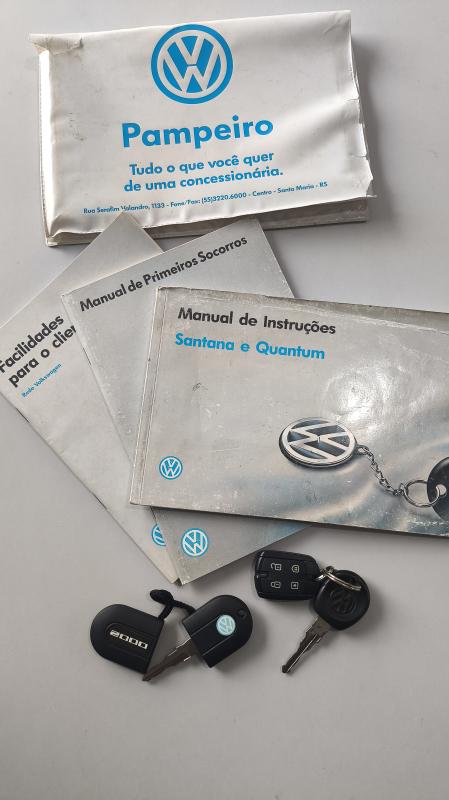 Pampeiro
Tudo o que você quer
de uma concessionária.
Rua Serafim Valandro, 1133 - Fone/Fax: (55)3220.6000 - Centro - Santa Maria - RS
Facilidades
para o clien
Rede Volkswagen
Manual de Primeiros Socorros
Manual de Instruções
Santana e Quantum
2000